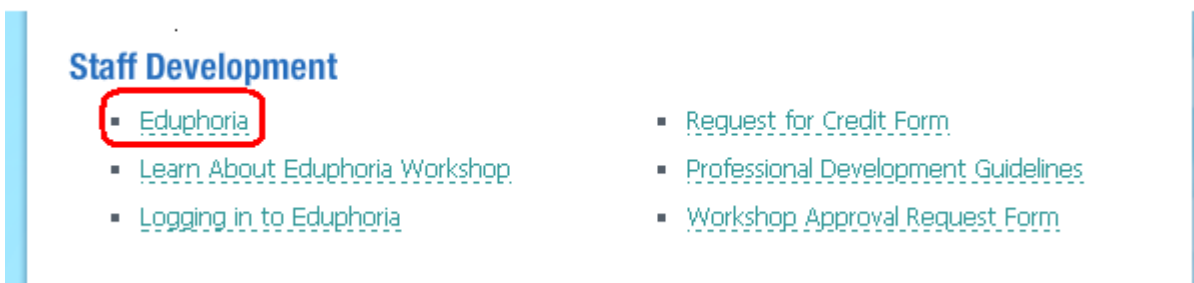 Staff Development
Eduphoria
Learn About Eduphoria Workshop
Logging in to Eduphoria
Request for Credit Form
Professional Development Guidelines
Workshop Approval Request Form